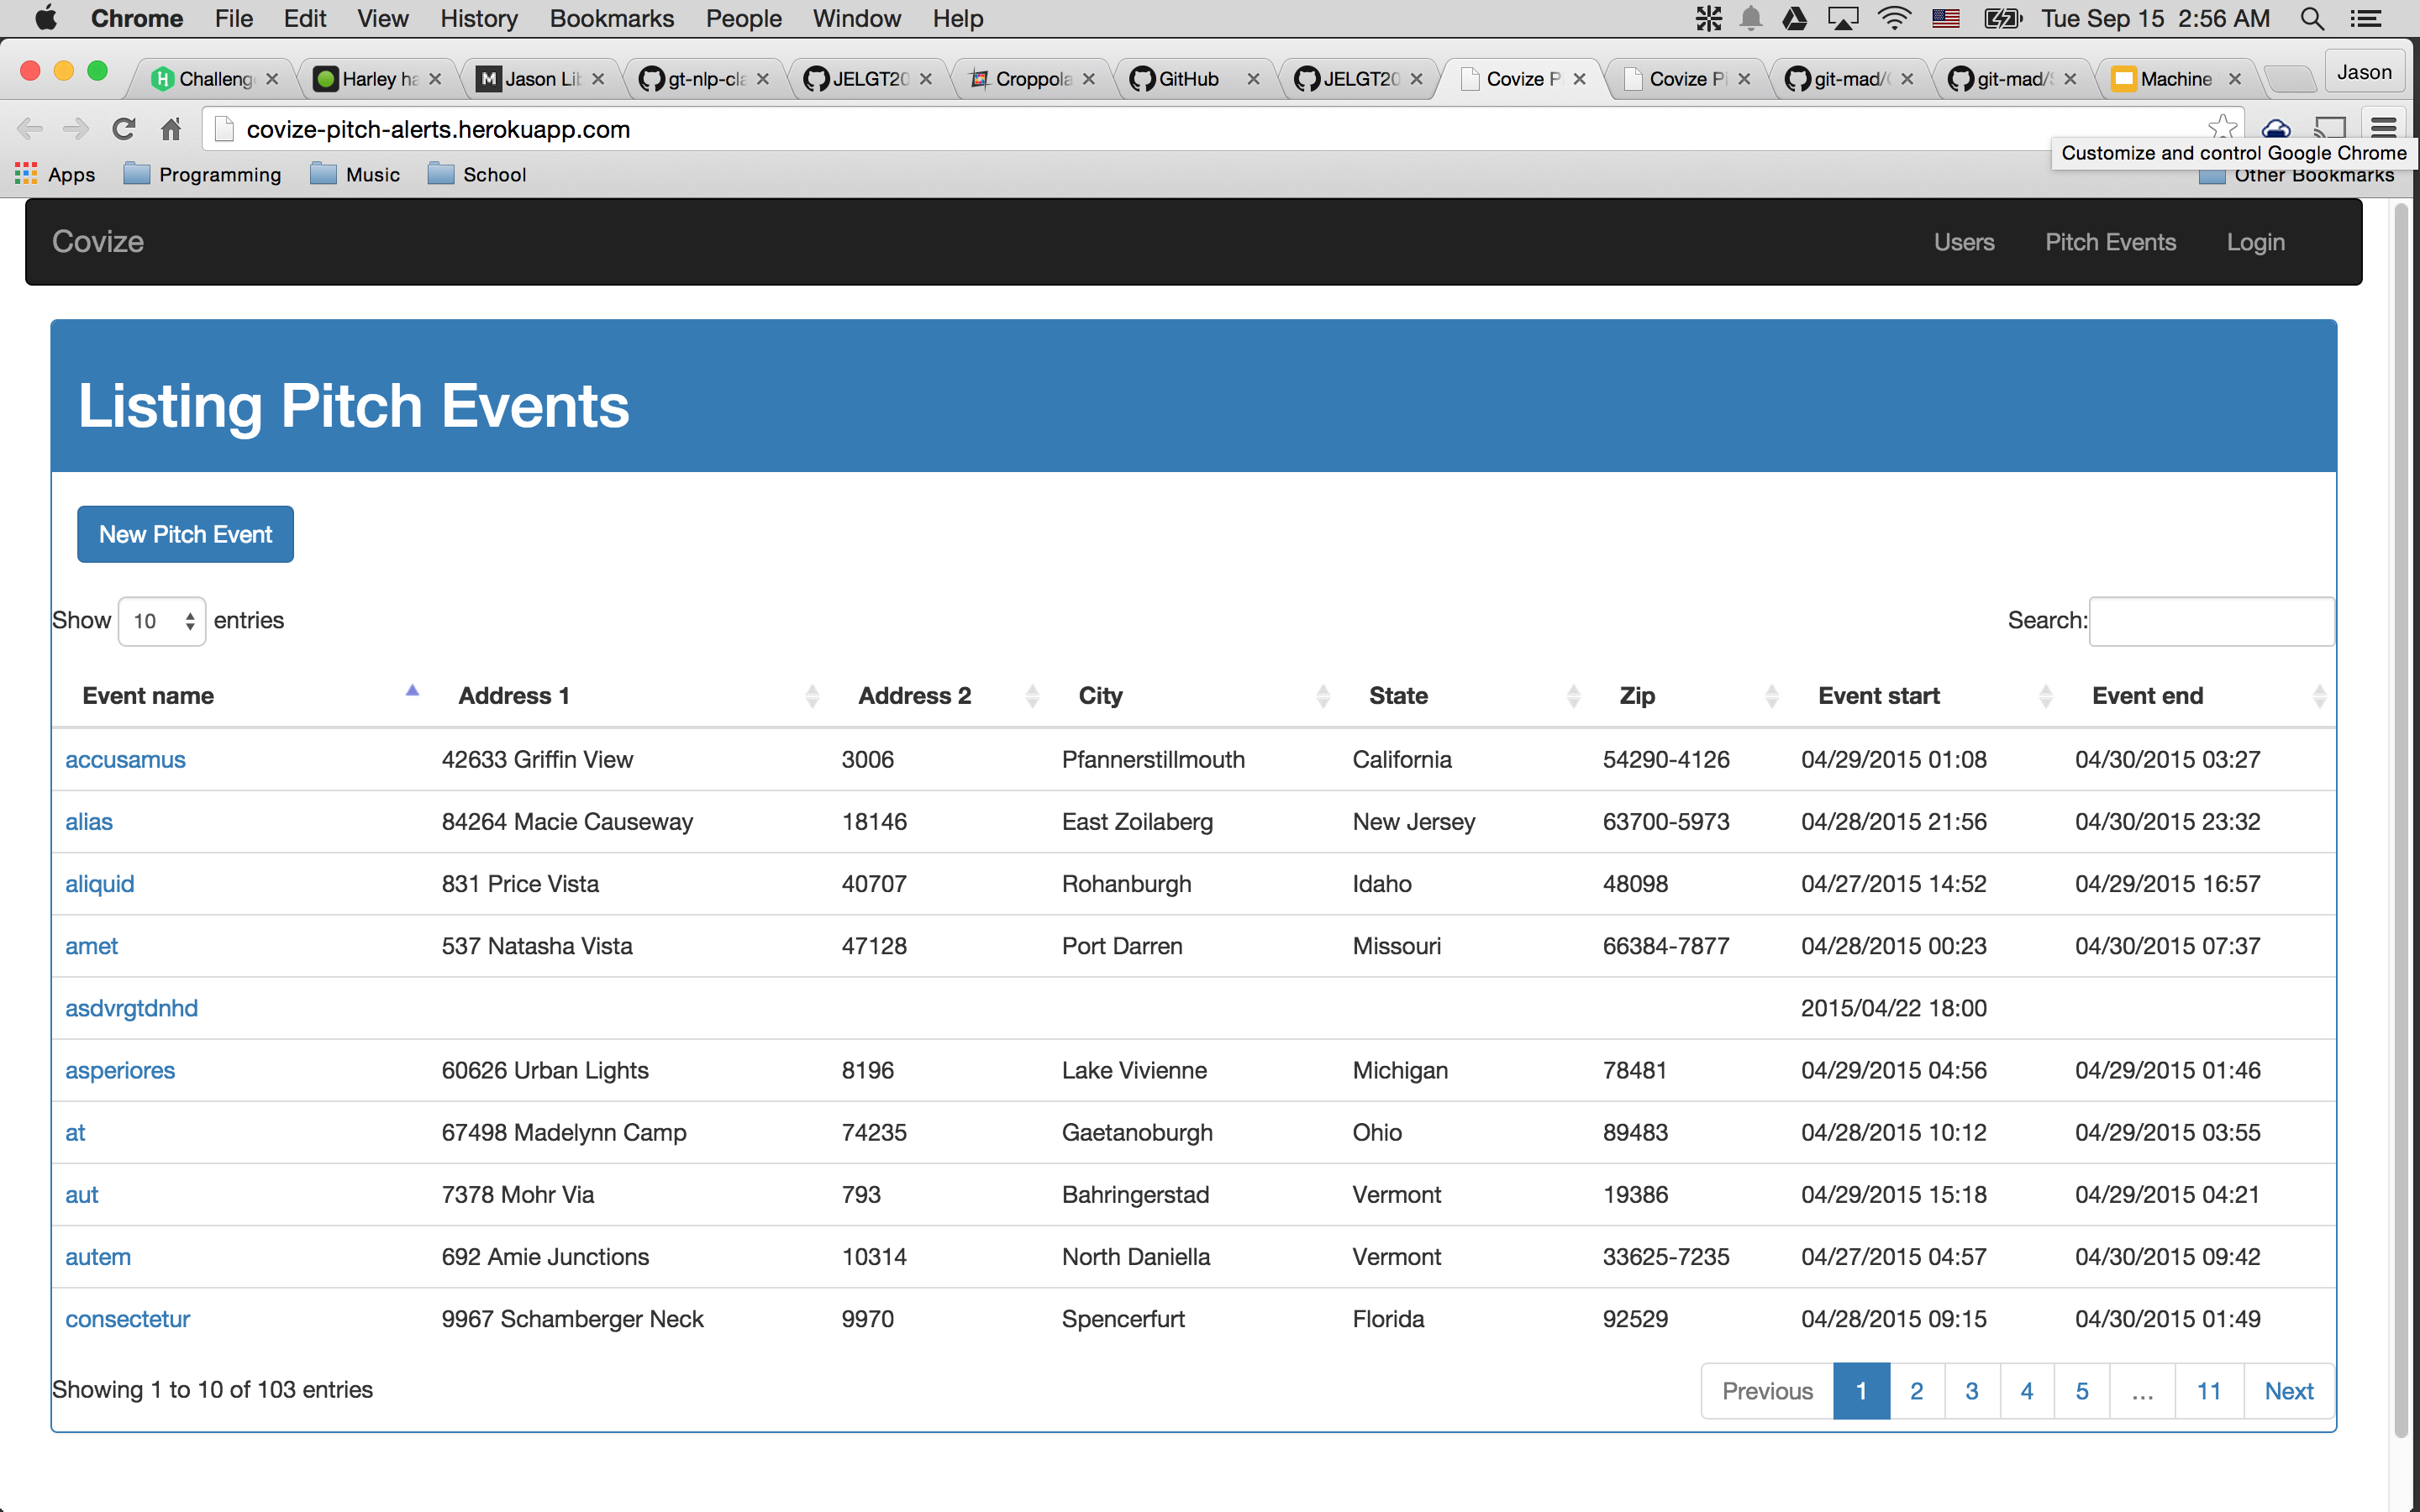 Chrome File Edit View History Bookmarks People Window Help Tue Sep 15 2:56 AM
Challeng Harley ha Jason Lib gt-nlp-cla JELGT20 Croppola GitHub JELGT20 Covize P Covize Pi git-mad/ git-mad/ Machine Jason
covize-pitch-alerts.herokuapp.com
Customize and control Google Chrome
Apps Programming Music School Other Bookmarks
Covize Users Pitch Events Login
Listing Pitch Events
New Pitch Event
Show 10 entries Search:
Event name Address 1 Address 2 City State Zip Event start Event end
accusamus 42633 Griffin View 3006 Pfannerstillmouth California 54290-4126 04/29/2015 01:08 04/30/2015 03:27
alias 84264 Macie Causeway 18146 East Zoilaberg New Jersey 63700-5973 04/28/2015 21:56 04/30/2015 23:32
aliquid 831 Price Vista 40707 Rohanburgh Idaho 48098 04/27/2015 14:52 04/29/2015 16:57
amet 537 Natasha Vista 47128 Port Darren Missouri 66384-7877 04/28/2015 00:23 04/30/2015 07:37
asdvrgtdnhd 2015/04/22 18:00
asperiores 60626 Urban Lights 8196 Lake Vivienne Michigan 78481 04/29/2015 04:56 04/29/2015 01:46
at 67498 Madelynn Camp 74235 Gaetanoburgh Ohio 89483 04/28/2015 10:12 04/29/2015 03:55
aut 7378 Mohr Via 793 Bahringerstad Vermont 19386 04/29/2015 15:18 04/29/2015 04:21
autem 692 Amie Junctions 10314 North Daniella Vermont 33625-7235 04/27/2015 04:57 04/30/2015 09:42
consectetur 9967 Schamberger Neck 9970 Spencerfurt Florida 92529 04/28/2015 09:15 04/30/2015 01:49
Showing 1 to 10 of 103 entries Previous 1 2 3 4 5 … 11 Next